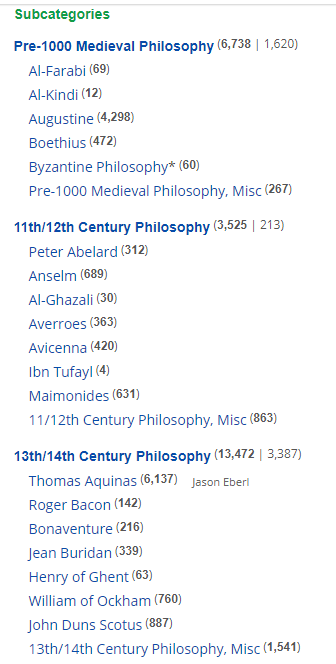 Subcategories
Pre-1000 Medieval Philosophy (6,738 | 1,620)
Al-Farabi (69)
Al-Kindi (12)
Augustine (4,298)
Boethius (472)
Byzantine Philosophy* (60)
Pre-1000 Medieval Philosophy, Misc (267)
11th/12th Century Philosophy (3,525 | 213)
Peter Abelard (312)
Anselm (689)
Al-Ghazali (30)
Averroes (363)
Avicenna (420)
Ibn Tufayl (4)
Maimonides (631)
11/12th Century Philosophy, Misc (863)
13th/14th Century Philosophy (13,472 | 3,387)
Thomas Aquinas (6,137) Jason Eberl
Roger Bacon (142)
Bonaventure (216)
Jean Buridan (339)
Henry of Ghent (63)
William of Ockham (760)
John Duns Scotus (887)
13th/14th Century Philosophy, Misc (1,541)